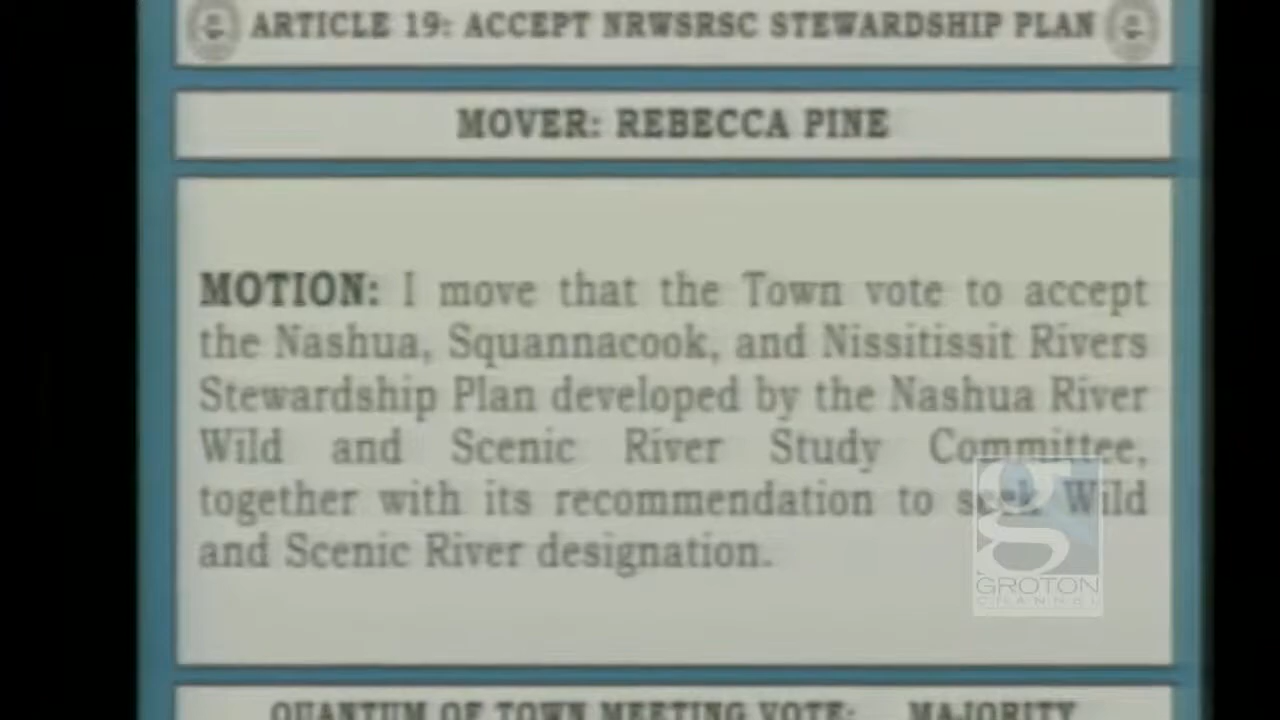 ARTICLE 19: ACCEPT NRWSRSC STEWARDSHIP PLAN
MOVER: REBECCA PINE
MOTION: I move that the Town vote to accept
the Nashua, Squannacook, and Nissitissit Rivers
Stewardship Plan developed by the Nashua River
Wild and Scenic River Study Committee,
together with its recommendation to seek Wild
and Scenic River designation.
g
GROTON
CHANNEL
QUANTUM OF TOWN MEETING VOTE: MAJORITY